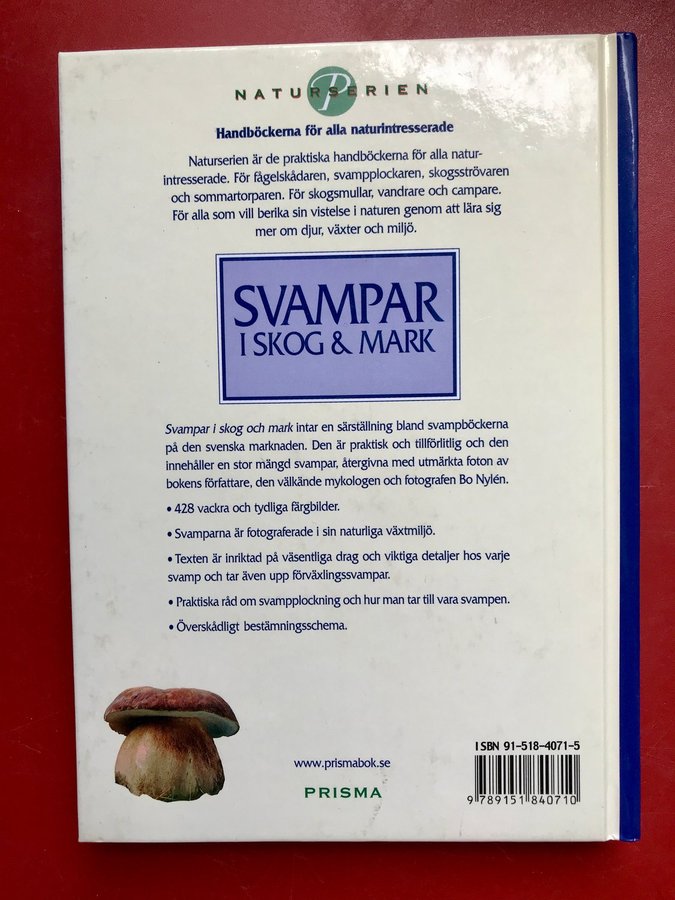 NATURSERIEN
Handböckerna för alla naturintresserade
Naturserien är de praktiska handböckerna för alla natur-
intresserade. För fågelskådaren, svampplockaren, skogsströvaren
och sommartorparen. För skogsmullar, vandrare och campare.
För alla som vill berika sin vistelse i naturen genom att lära sig
mer om djur, växter och miljö.
SVAMPAR
I SKOG & MARK
Svampar i skog och mark intar en särställning bland svampböckerna
på den svenska marknaden. Den är praktisk och tillförlitlig och den
innehåller en stor mängd svampar, återgivna med utmärkta foton av
bokens författare, den välkände mykologen och fotografen Bo Nylén.
• 428 vackra och tydliga färgbilder.
• Svamparna är fotograferade i sin naturliga växtmiljö.
• Texten är inriktad på väsentliga drag och viktiga detaljer hos varje
svamp och tar även upp förväxlingssvampar.
• Praktiska råd om svampplockning och hur man tar till vara svampen.
• Överskådligt bestämningsschema.
www.prismabok.se
PRISMA
ISBN 91-518-4071-5
9 789151 840710